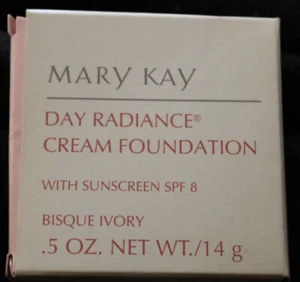 MARY KAY
DAY RADIANCE®
CREAM FOUNDATION
WITH SUNSCREEN SPF 8
BISQUE IVORY
.5 OZ. NET WT./14 g